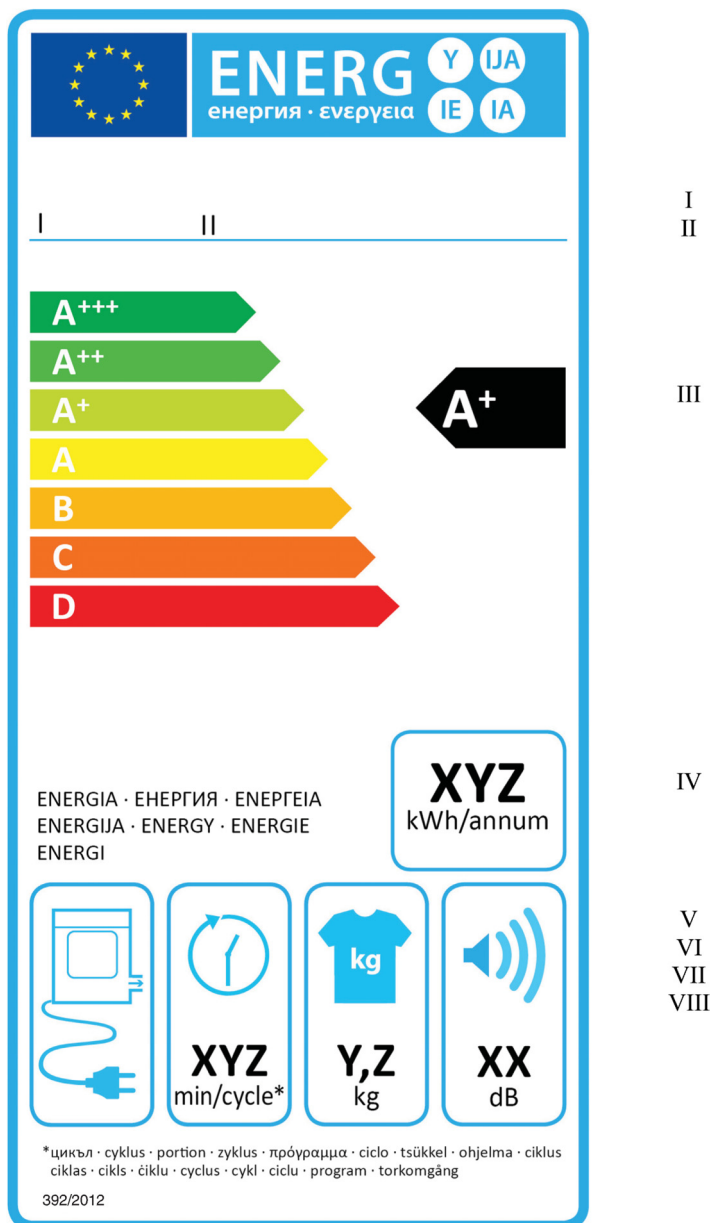 ENERG Y IJA
енергия · ενεργεια IE IA
I
I II
II
A+++
A++
A+
A+
III
A
B
C
D
XYZ
IV
kWh/annum
ENERGIA · ЕНЕРГИЯ · ΕΝΕΡΓΕΙΑ
ENERGIJA · ENERGY · ENERGIE
ENERGI
V
VI
VII
VIII
kg
XYZ Y,Z XX
min/cycle* kg dB
*цикъл · cyklus · portion · zyklus · πρόγραμμα · ciclo · tsükkel · ohjelma · ciklus
ciklas · cikls · ċiklu · cyclus · cykl · ciclu · program · torkomgång
392/2012